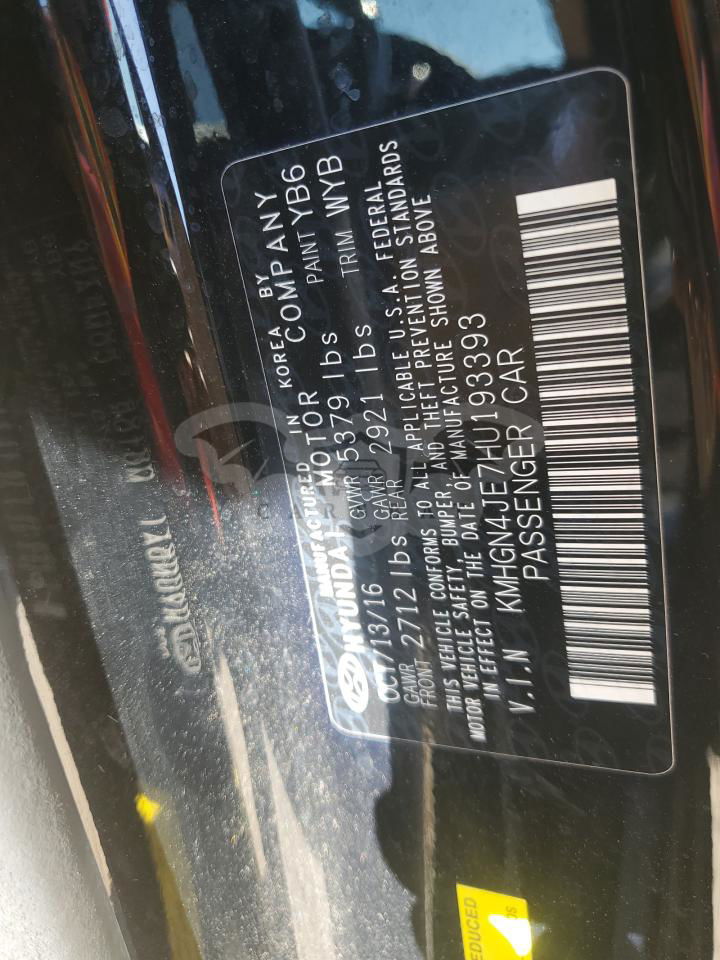 HYUNDAI MANUFACTURED IN KOREA BY
MOTOR COMPANY
OCT/13/16 GVWR 5379 lbs PAINT YB6
GAWR FRONT 2712 lbs GAWR REAR 2921 lbs TRIM WYB
THIS VEHICLE CONFORMS TO ALL APPLICABLE U.S.A. FEDERAL
MOTOR VEHICLE SAFETY, BUMPER, AND THEFT PREVENTION STANDARDS
IN EFFECT ON THE DATE OF MANUFACTURE SHOWN ABOVE
V.I.N KMHGN4JE7HU193393
PASSENGER CAR